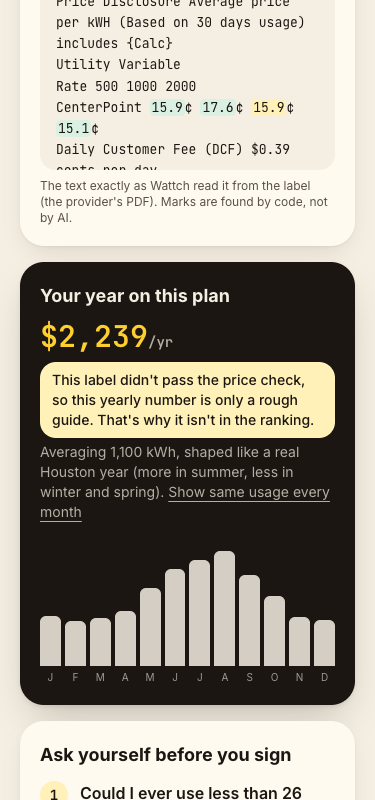 Price Disclosure Average price
per kWH (Based on 30 days usage)
includes {Calc}
Utility Variable
Rate 500 1000 2000
CenterPoint 15.9¢ 17.6¢ 15.9¢
15.1¢
Daily Customer Fee (DCF) $0.39
cents per day
The text exactly as Wattch read it from the label
(the provider's PDF). Marks are found by code, not
by AI.
Your year on this plan
$2,239/yr
This label didn't pass the price check,
so this yearly number is only a rough
guide. That's why it isn't in the ranking.
Averaging 1,100 kWh, shaped like a real
Houston year (more in summer, less in
winter and spring). Show same usage every
month
J F M A M J J A S O N D
Ask yourself before you sign
1 Could I ever use less than 26